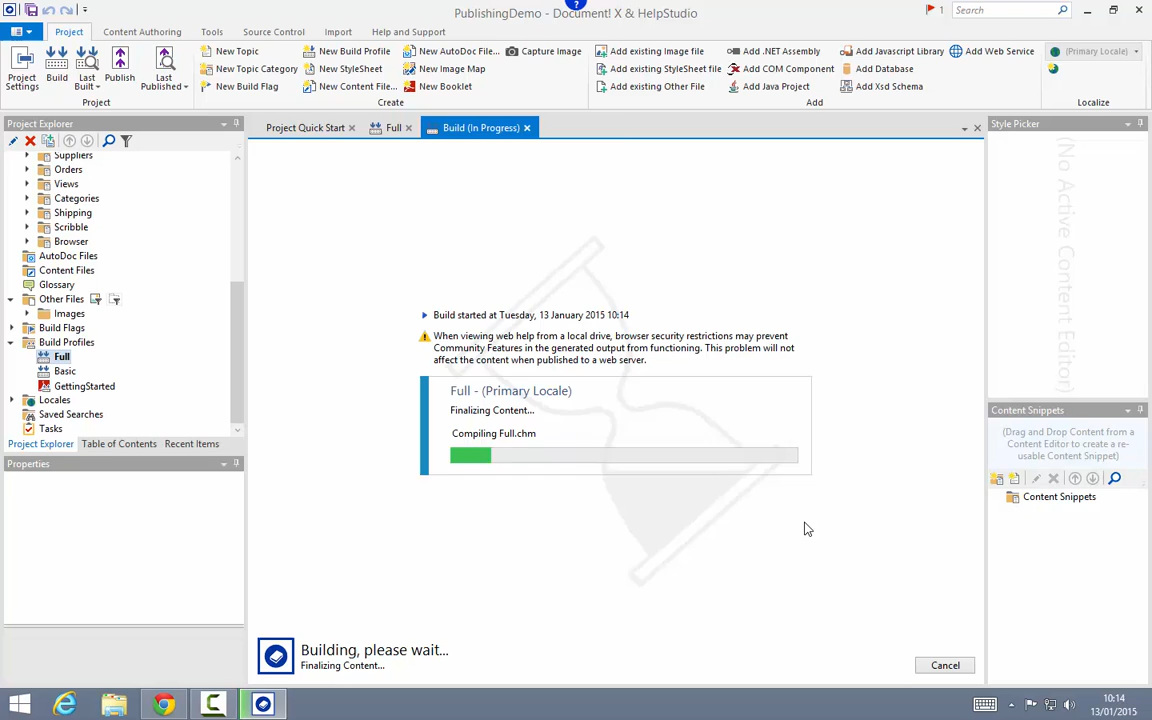 PublishingDemo - Document! X & HelpStudio
1
Search
Project
Content Authoring
Tools
Source Control
Import
Help and Support
Project Settings
Build
Last Built
Publish
Last Published
New Topic
New Topic Category
New Build Flag
New Build Profile
New StyleSheet
New Content File...
New AutoDoc File...
New Image Map
New Booklet
Capture Image
Add existing Image file
Add existing StyleSheet file
Add existing Other File
Add .NET Assembly
Add COM Component
Add Java Project
Add Javascript Library
Add Database
Add Xsd Schema
Add Web Service
(Primary Locale)
Project
Create
Add
Localize
Project Explorer
Suppliers
Orders
Views
Categories
Shipping
Scribble
Browser
AutoDoc Files
Content Files
Glossary
Other Files
Images
Build Flags
Build Profiles
Full
Basic
GettingStarted
Locales
Saved Searches
Tasks
Project Explorer
Table of Contents
Recent Items
Properties
Project Quick Start
Full
Build (In Progress)
Build started at Tuesday, 13 January 2015 10:14
When viewing web help from a local drive, browser security restrictions may prevent
Community Features in the generated output from functioning. This problem will not
affect the content when published to a web server.
Full - (Primary Locale)
Finalizing Content...
Compiling Full.chm
Building, please wait...
Finalizing Content...
Cancel
Style Picker
(No Active Content Editor)
Content Snippets
(Drag and Drop Content from a
Content Editor to create a re-
usable Content Snippet)
Content Snippets
10:14
13/01/2015